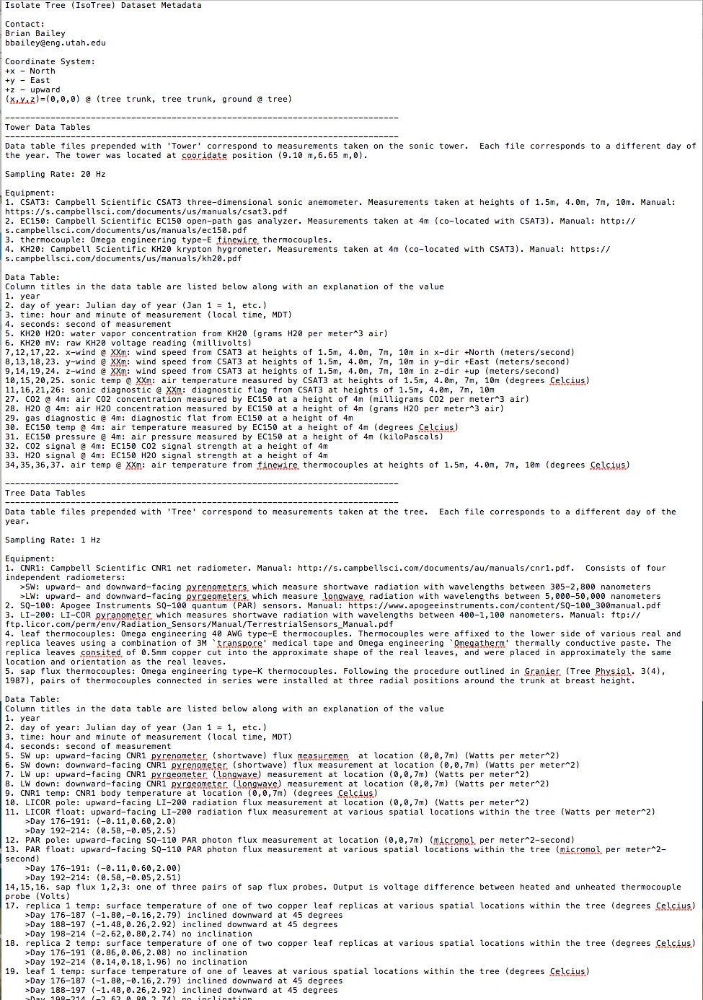 Isolate Tree (IsoTree) Dataset Metadata
Contact:
Brian Bailey
bbailey@eng.utah.edu
Coordinate System:
+x – North
+y – East
+z – upward
(x,y,z)=(0,0,0) @ (tree trunk, tree trunk, ground @ tree)
------------------------------------------------------------------------------
Tower Data Tables
------------------------------------------------------------------------------
Data table files prepended with 'Tower' correspond to measurements taken on the sonic tower.  Each file corresponds to a different day of
the year. The tower was located at cooridate position (9.10 m,6.65 m,0).
Sampling Rate: 20 Hz
Equipment:
1. CSAT3: Campbell Scientific CSAT3 three-dimensional sonic anemometer. Measurements taken at heights of 1.5m, 4.0m, 7m, 10m. Manual:
https://s.campbellsci.com/documents/us/manuals/csat3.pdf
2. EC150: Campbell Scientific EC150 open-path gas analyzer. Measurements taken at 4m (co-located with CSAT3). Manual: http://
s.campbellsci.com/documents/us/manuals/ec150.pdf
3. thermocouple: Omega engineering type-E finewire thermocouples.
4. KH20: Campbell Scientific KH20 krypton hygrometer. Measurements taken at 4m (co-located with CSAT3). Manual: https://
s.campbellsci.com/documents/us/manuals/kh20.pdf
Data Table:
Column titles in the data table are listed below along with an explanation of the value
1. year
2. day of year: Julian day of year (Jan 1 = 1, etc.)
3. time: hour and minute of measurement (local time, MDT)
4. seconds: second of measurement
5. KH20 H2O: water vapor concentration from KH20 (grams H20 per meter^3 air)
6. KH20 mV: raw KH20 voltage reading (millivolts)
7,12,17,22. x-wind @ XXm: wind speed from CSAT3 at heights of 1.5m, 4.0m, 7m, 10m in x-dir +North (meters/second)
8,13,18,23. y-wind @ XXm: wind speed from CSAT3 at heights of 1.5m, 4.0m, 7m, 10m in y-dir +East (meters/second)
9,14,19,24. z-wind @ XXm: wind speed from CSAT3 at heights of 1.5m, 4.0m, 7m, 10m in z-dir +up (meters/second)
10,15,20,25. sonic temp @ XXm: air temperature measured by CSAT3 at heights of 1.5m, 4.0m, 7m, 10m (degrees Celcius)
11,16,21,26: sonic diagnostic @ XXm: diagnostic flag from CSAT3 at heights of 1.5m, 4.0m, 7m, 10m
27. CO2 @ 4m: air CO2 concentration measured by EC150 at a height of 4m (milligrams CO2 per meter^3 air)
28. H2O @ 4m: air H2O concentration measured by EC150 at a height of 4m (grams H2O per meter^3 air)
29. gas diagnostic @ 4m: diagnostic flat from EC150 at a height of 4m
30. EC150 temp @ 4m: air temperature measured by EC150 at a height of 4m (degrees Celcius)
31. EC150 pressure @ 4m: air pressure measured by EC150 at a height of 4m (kiloPascals)
32. CO2 signal @ 4m: EC150 CO2 signal strength at a height of 4m
33. H2O signal @ 4m: EC150 H2O signal strength at a height of 4m
34,35,36,37. air temp @ XXm: air temperature from finewire thermocouples at heights of 1.5m, 4.0m, 7m, 10m (degrees Celcius)
------------------------------------------------------------------------------
Tree Data Tables
------------------------------------------------------------------------------
Data table files prepended with 'Tree' correspond to measurements taken at the tree.  Each file corresponds to a different day of the
year.
Sampling Rate: 1 Hz
Equipment:
1. CNR1: Campbell Scientific CNR1 net radiometer. Manual: http://s.campbellsci.com/documents/au/manuals/cnr1.pdf.  Consists of four
independent radiometers:
>SW: upward- and downward-facing pyrenometers which measure shortwave radiation with wavelengths between 305-2,800 nanometers
>LW: upward- and downward-facing pyrgeometers which measure longwave radiation with wavelengths between 5,000-50,000 nanometers
2. SQ-100: Apogee Instruments SQ-100 quantum (PAR) sensors. Manual: https://www.apogeeinstruments.com/content/SQ-100_300manual.pdf
3. LI-200: LI-COR pyranometer which measures shortwave radiation with wavelengths between 400-1,100 nanometers. Manual: ftp://
ftp.licor.com/perm/env/Radiation_Sensors/Manual/TerrestrialSensors_Manual.pdf
4. leaf thermocouples: Omega engineering 40 AWG type-E thermocouples. Thermocouples were affixed to the lower side of various real and
replica leaves using a combination of 3M `transpore' medical tape and Omega engineering `Omegatherm' thermally conductive paste. The
replica leaves consited of 0.5mm copper cut into the approximate shape of the real leaves, and were placed in approximately the same
location and orientation as the real leaves.
5. sap flux thermocouples: Omega engineering type-K thermocouples. Following the procedure outlined in Granier (Tree Physiol. 3(4),
1987), pairs of thermocouples connected in series were installed at three radial positions around the trunk at breast height.
Data Table:
Column titles in the data table are listed below along with an explanation of the value
1. year
2. day of year: Julian day of year (Jan 1 = 1, etc.)
3. time: hour and minute of measurement (local time, MDT)
4. seconds: second of measurement
5. SW up: upward-facing CNR1 pyrenometer (shortwave) flux measuremen  at location (0,0,7m) (Watts per meter^2)
6. SW down: downward-facing CNR1 pyrenometer (shortwave) flux measurement at location (0,0,7m) (Watts per meter^2)
7. LW up: upward-facing CNR1 pyrgeometer (longwave) measurement at location (0,0,7m) (Watts per meter^2)
8. LW down: downward-facing CNR1 pyrgeometer (longwave) measurement at location (0,0,7m) (Watts per meter^2)
9. CNR1 temp: CNR1 body temperature at location (0,0,7m) (degrees Celcius)
10. LICOR pole: upward-facing LI-200 radiation flux measurement at location (0,0,7m) (Watts per meter^2)
11. LICOR float: upward-facing LI-200 radiation flux measurement at various spatial locations within the tree (Watts per meter^2)
>Day 176-191: (-0.11,0.60,2.0)
>Day 192-214: (0.58,-0.05,2.5)
12. PAR pole: upward-facing SQ-110 PAR photon flux measurement at location (0,0,7m) (micromol per meter^2-second)
13. PAR float: upward-facing SQ-110 PAR photon flux measurement at various spatial locations within the tree (micromol per meter^2-
second)
>Day 176-191: (-0.11,0.60,2.00)
>Day 192-214: (0.58,-0.05,2.51)
14,15,16. sap flux 1,2,3: one of three pairs of sap flux probes. Output is voltage difference between heated and unheated thermocouple
probe (Volts)
17. replica 1 temp: surface temperature of one of two copper leaf replicas at various spatial locations within the tree (degrees Celcius)
>Day 176-187 (-1.80,-0.16,2.79) inclined downward at 45 degrees
>Day 188-197 (-1.48,0.26,2.92) inclined downward at 45 degrees
>Day 198-214 (-2.62,0.80,2.74) no inclination
18. replica 2 temp: surface temperature of one of two copper leaf replicas at various spatial locations within the tree (degrees Celcius)
>Day 176-191 (0.86,0.06,2.08) no inclination
>Day 192-214 (0.14,0.18,1.96) no inclination
19. leaf 1 temp: surface temperature of one of leaves at various spatial locations within the tree (degrees Celcius)
>Day 176-187 (-1.80,-0.16,2.79) inclined downward at 45 degrees
>Day 188-197 (-1.48,0.26,2.92) inclined downward at 45 degrees
>Day 198-214 (-2.62,0.80,2.74) no inclination